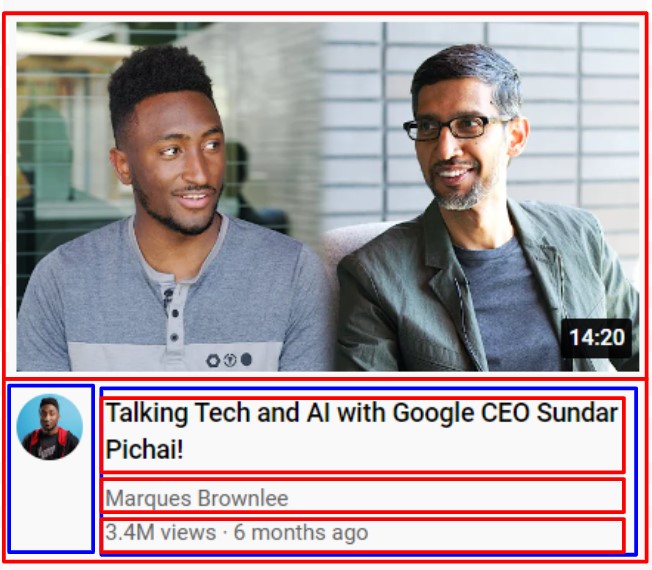 14:20
Talking Tech and AI with Google CEO Sundar
Pichai!
Marques Brownlee
3.4M views · 6 months ago